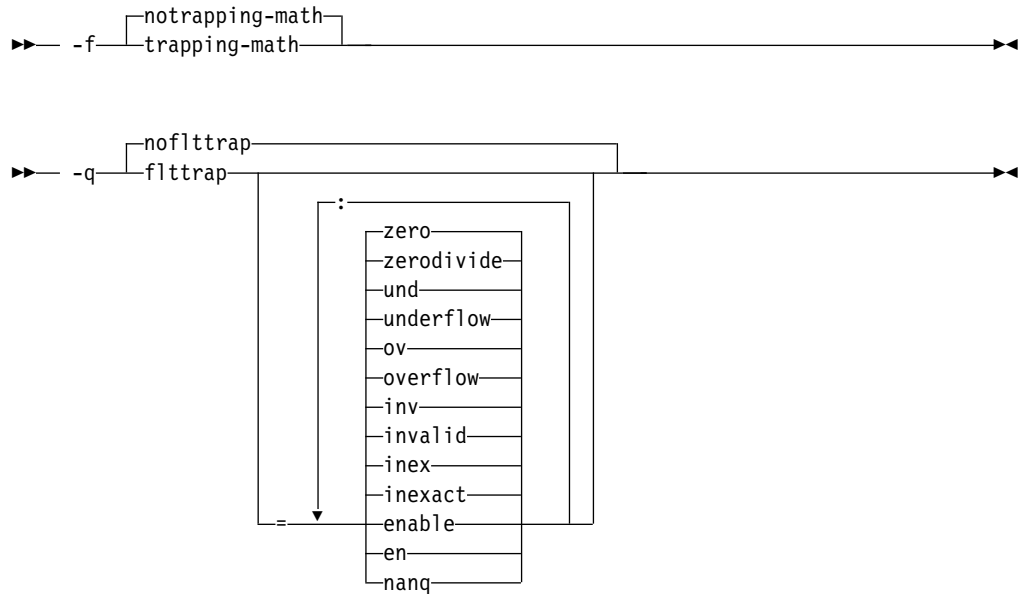 notrapping-math
-f trapping-math
noflttrap
-q flttrap
:
zero
zerodivide
und
underflow
ov
overflow
inv
invalid
inex
inexact
= enable
en
nanq